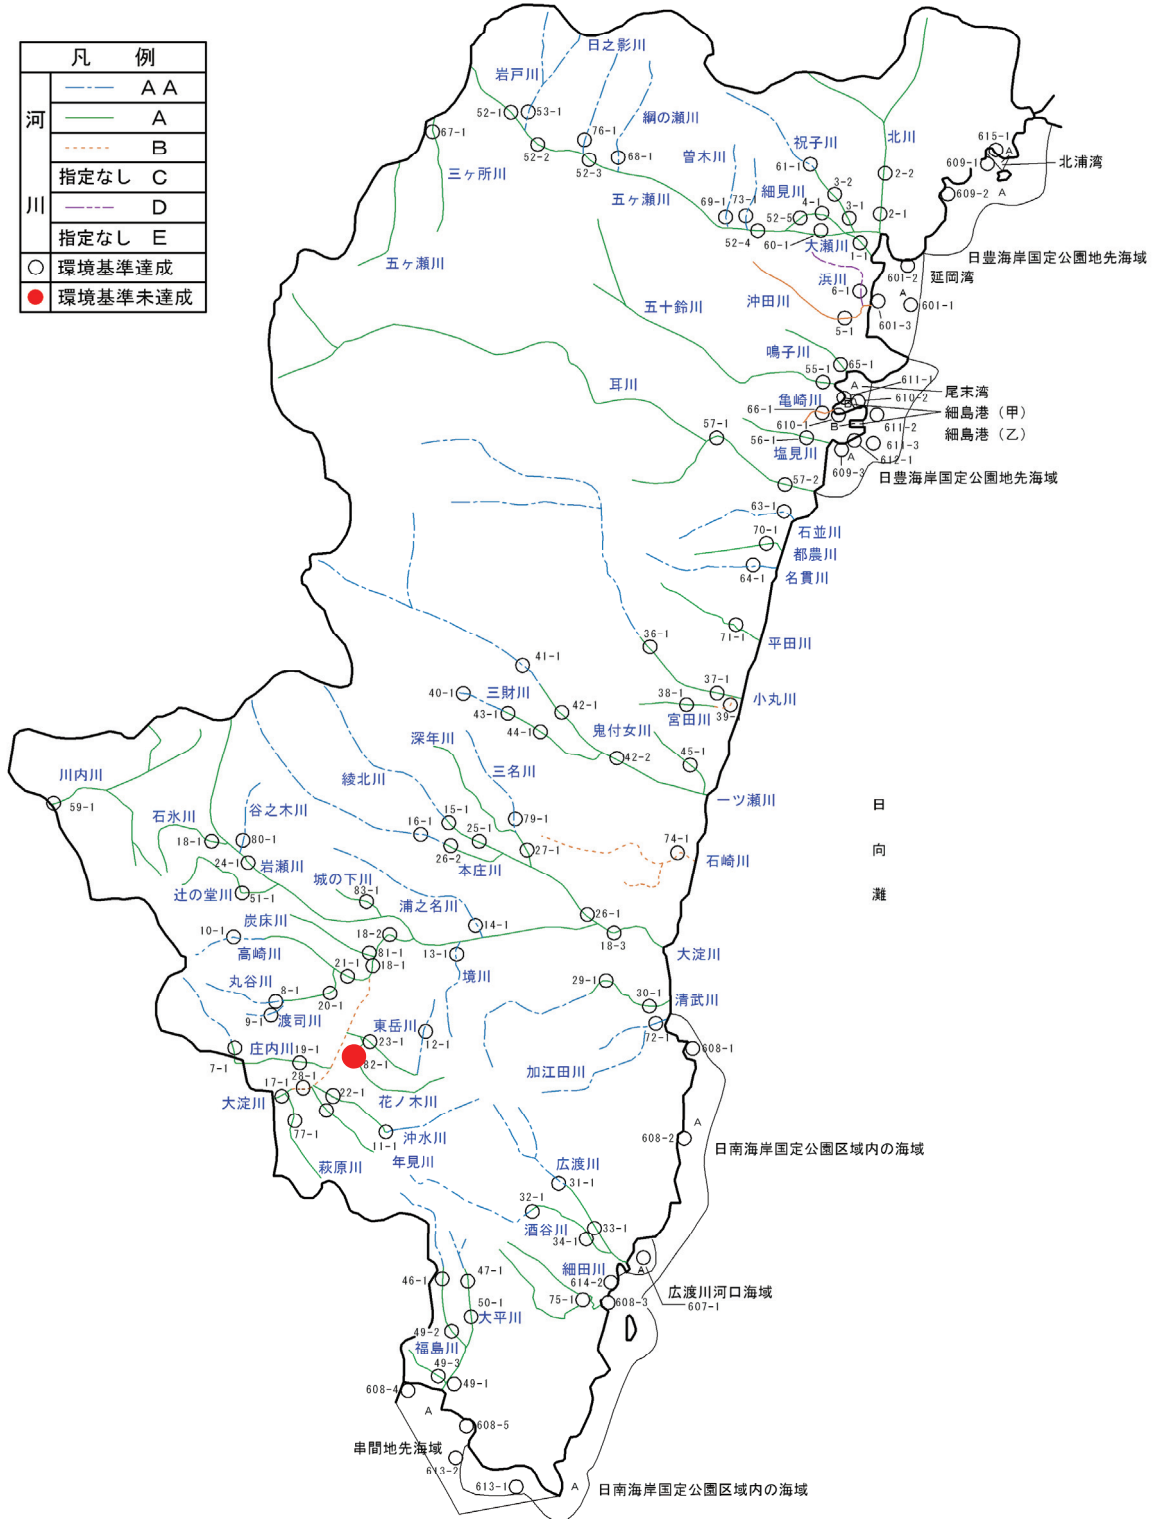 凡 例
河川
AA
A
B
指定なし C
D
指定なし E
環境基準達成
環境基準未達成
日之影川
岩戸川
52-1
53-1
76-1
綱の瀬川
67-1
52-2
52-3
68-1
三ヶ所川
五ヶ瀬川
祝子川
北川
曽木川
61-1
615-1
A
609-1
北浦湾
609-2
A
2-2
3-2
細見川
五ヶ瀬川
69-1
73-1
4-1
52-5
3-1
2-1
52-4
60-1
大瀬川
1-1
日豊海岸国定公園地先海域
浜川
601-2
延岡湾
6-1
沖田川
A
601-1
601-3
五十鈴川
5-1
鳴子川
65-1
55-1
611-1
A
尾末湾
耳川
亀崎川
610-2
66-1
B
細島港（甲）
610-1
B
611-2
57-1
56-1
細島港（乙）
塩見川
611-3
A
612-1
609-3
日豊海岸国定公園地先海域
57-2
63-1
石並川
70-1
都農川
64-1
名貫川
71-1
平田川
36-1
41-1
37-1
40-1
三財川
38-1
小丸川
43-1
42-1
宮田川
39-1
44-1
鬼付女川
深年川
42-2
45-1
三名川
川内川
綾北川
一ツ瀬川
日向灘
59-1
石氷川
谷之木川
15-1
79-1
16-1
25-1
18-1
80-1
26-2
27-1
74-1
石崎川
24-1
岩瀬川
本庄川
城の下川
辻の堂川
51-1
83-1
浦之名川
炭床川
26-1
14-1
10-1
18-2
18-3
高崎川
81-1
13-1
大淀川
21-1
18-1
境川
丸谷川
29-1
8-1
20-1
30-1
清武川
9-1
渡司川
東岳川
72-1
23-1
12-1
庄内川
19-1
608-1
7-1
82-1
加江田川
28-1
17-1
22-1
大淀川
花ノ木川
A
77-1
11-1
沖水川
608-2
日南海岸国定公園区域内の海域
萩原川
年見川
広渡川
31-1
32-1
酒谷川
33-1
34-1
細田川
A
46-1
47-1
614-2
広渡川河口海域
75-1
608-3
607-1
50-1
大平川
49-2
福島川
49-3
49-1
608-4
A
608-5
串間地先海域
613-2
613-1
A
日南海岸国定公園区域内の海域